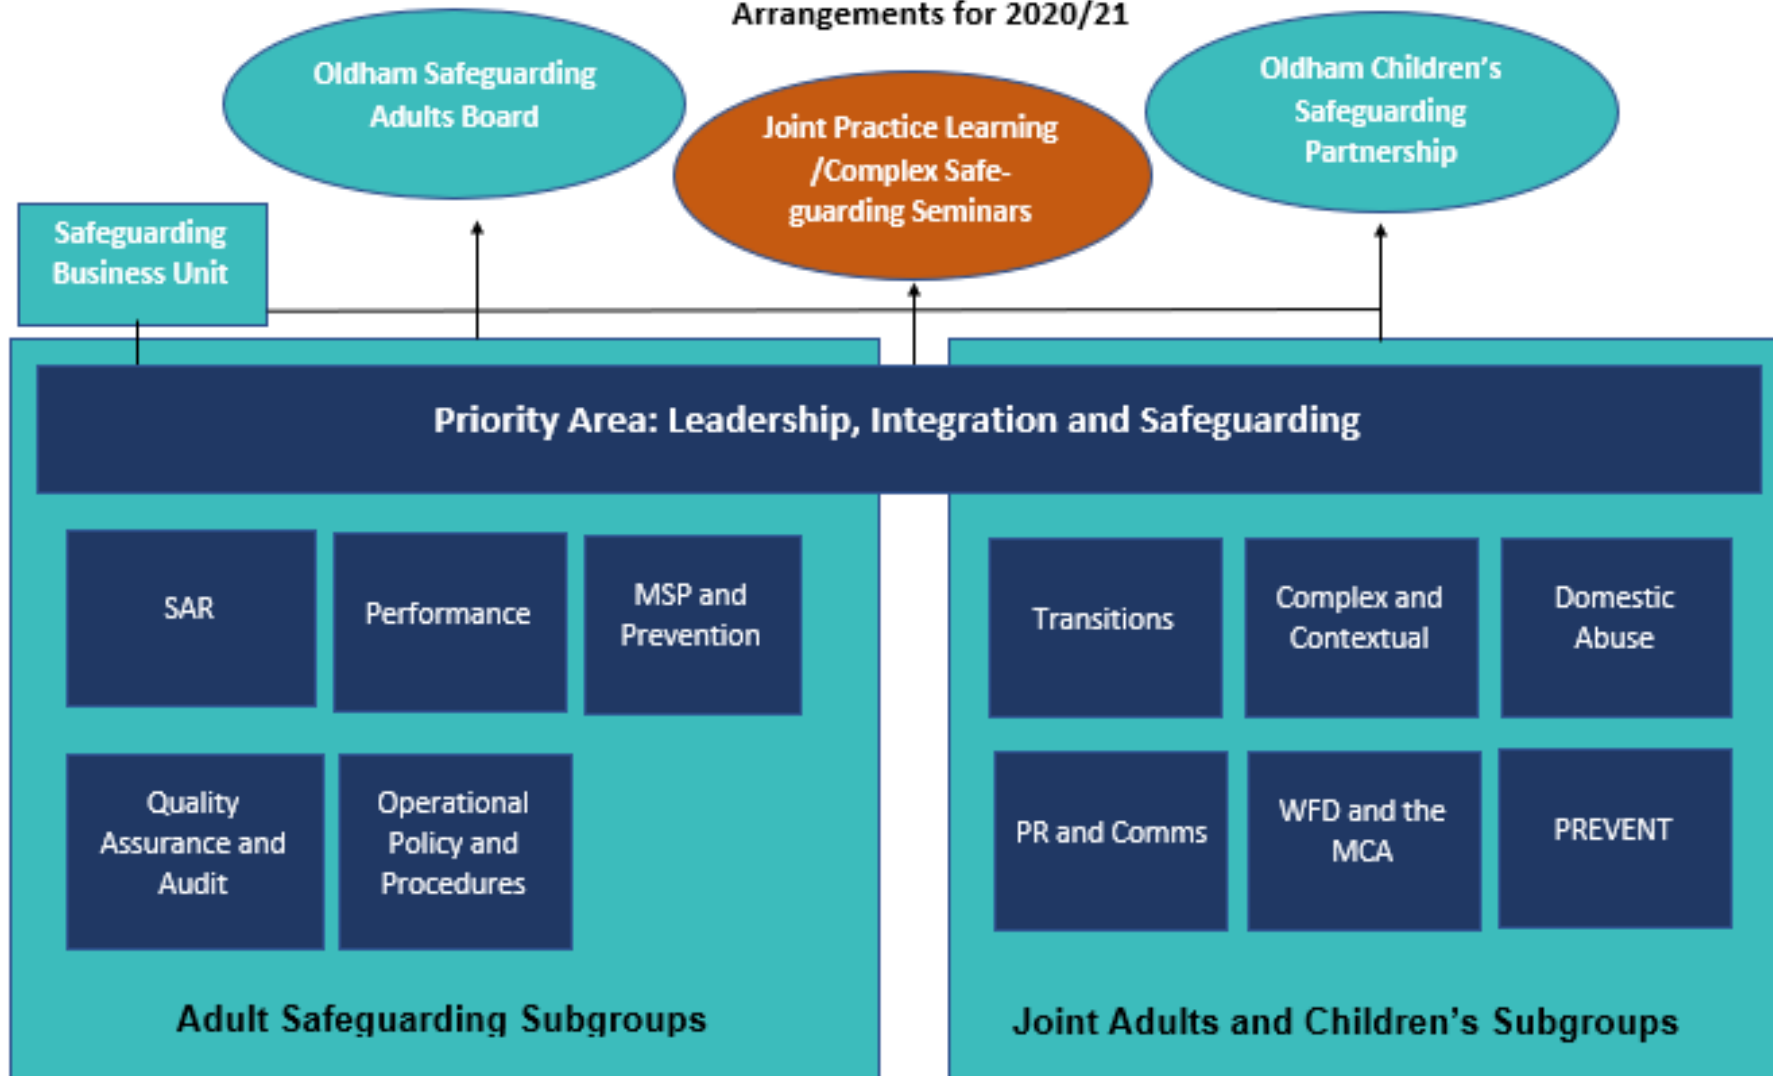 Arrangements for 2020/21
Oldham Safeguarding
Adults Board
Joint Practice Learning
/Complex Safe-
guarding Seminars
Oldham Children's
Safeguarding
Partnership
Safeguarding
Business Unit
Priority Area: Leadership, Integration and Safeguarding
SAR
Performance
MSP and
Prevention
Quality
Assurance and
Audit
Operational
Policy and
Procedures
Adult Safeguarding Subgroups
Transitions
Complex and
Contextual
Domestic
Abuse
PR and Comms
WFD and the
MCA
PREVENT
Joint Adults and Children's Subgroups